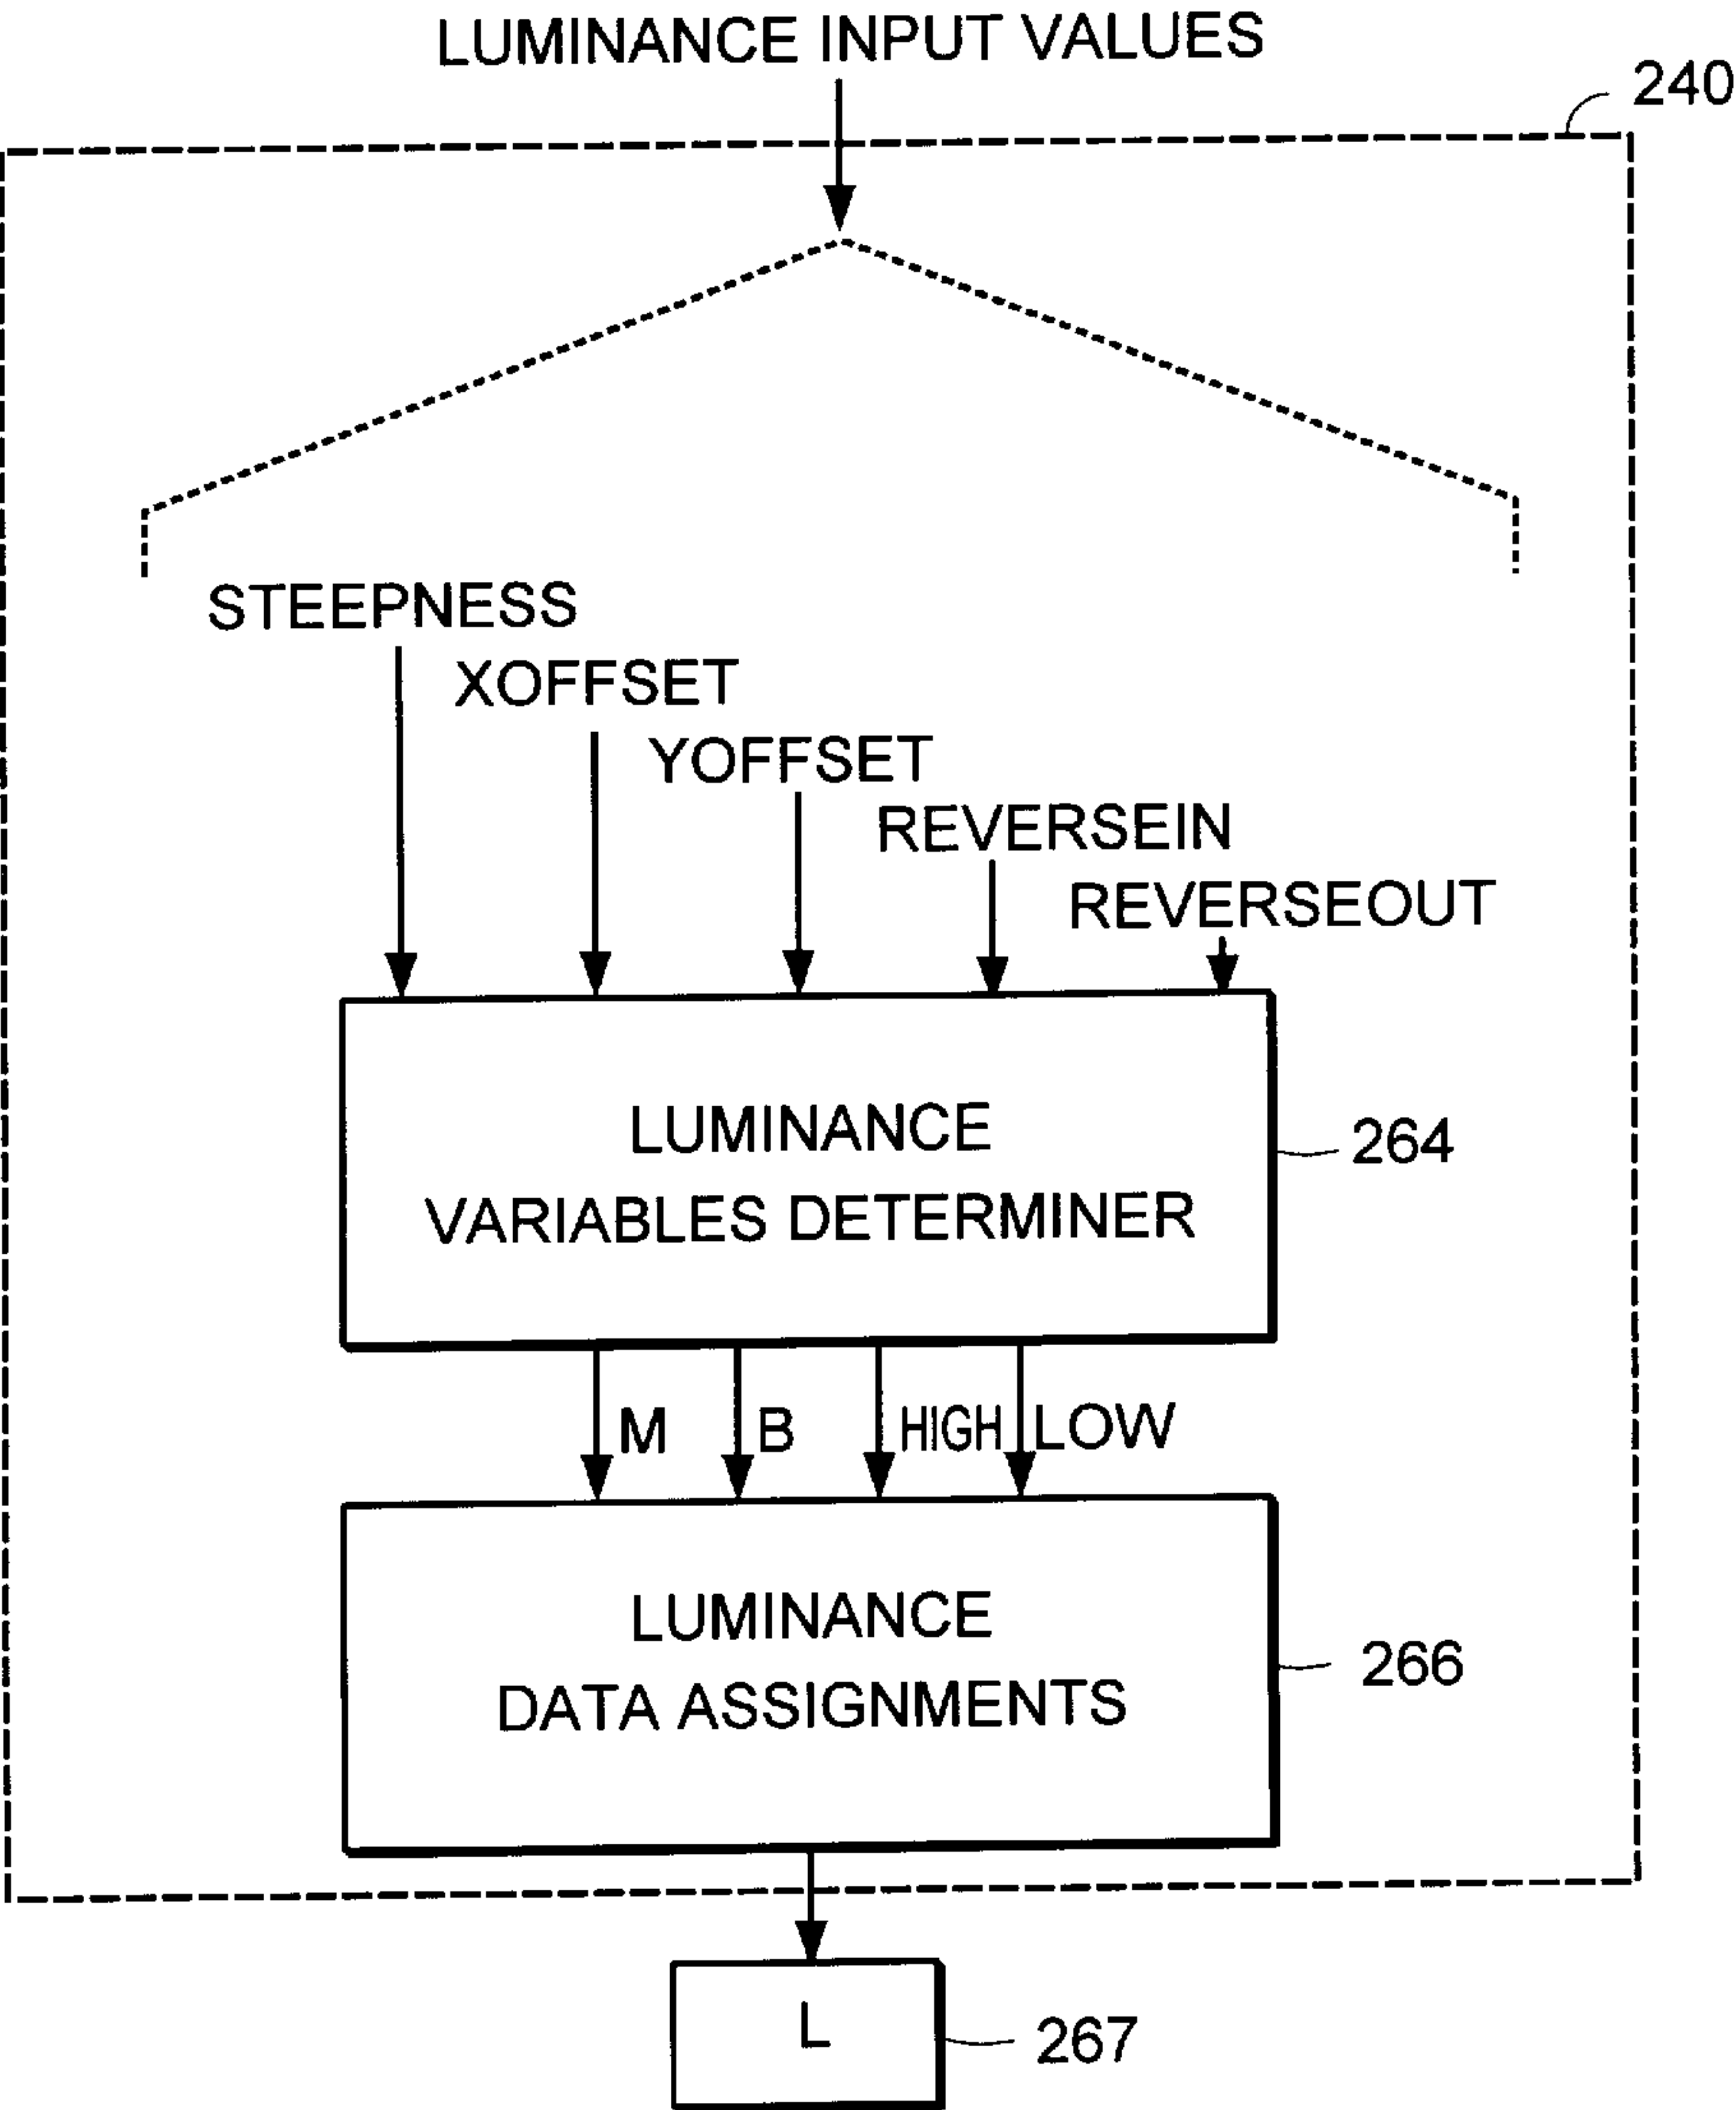 LUMINANCE INPUT VALUES
240
STEEPNESS
XOFFSET
YOFFSET
REVERSEIN
REVERSEOUT
LUMINANCE
VARIABLES DETERMINER
264
M B HIGH LOW
LUMINANCE
DATA ASSIGNMENTS
266
L
267